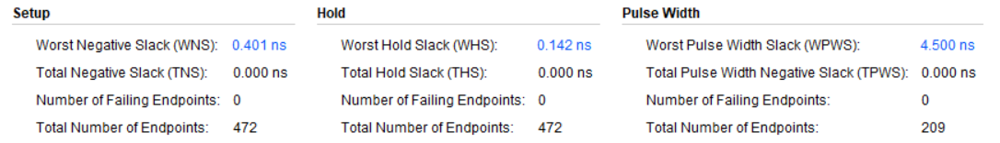 Setup Hold Pulse Width
Worst Negative Slack (WNS): 0.401 ns Worst Hold Slack (WHS): 0.142 ns Worst Pulse Width Slack (WPWS): 4.500 ns
Total Negative Slack (TNS): 0.000 ns Total Hold Slack (THS): 0.000 ns Total Pulse Width Negative Slack (TPWS): 0.000 ns
Number of Failing Endpoints: 0 Number of Failing Endpoints: 0 Number of Failing Endpoints: 0
Total Number of Endpoints: 472 Total Number of Endpoints: 472 Total Number of Endpoints: 209